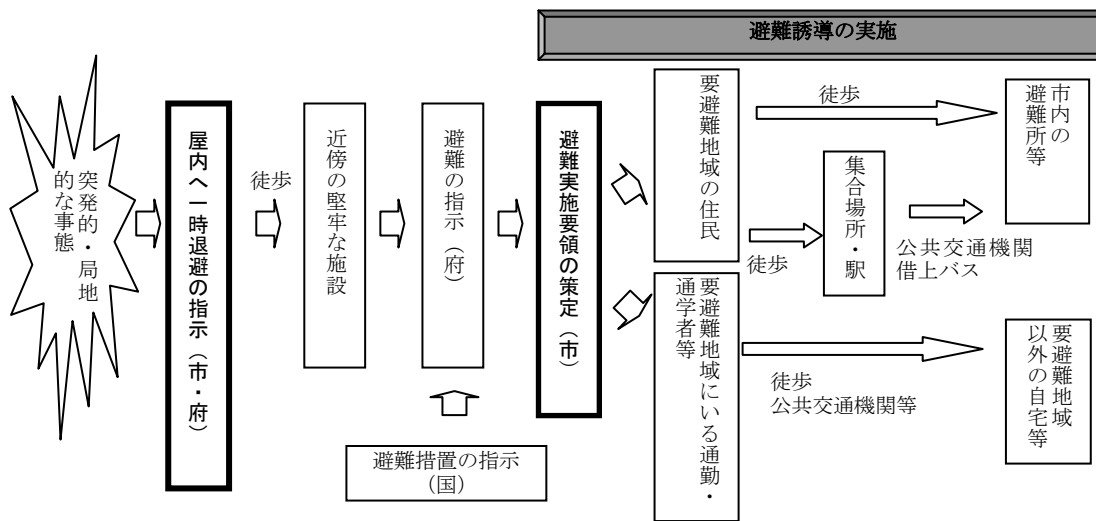 避難誘導の実施
突発的・局地
的な事態
屋内へ一時退避の指示（市・府）
徒歩
近傍の堅牢な施設
避難の指示（府）
避難措置の指示
（国）
避難実施要領の策定（市）
要避難地域の住民
徒歩
市内の
避難所等
徒歩
集合場所・駅
公共交通機関
借上バス
要避難地域にいる通勤・
通学者等
徒歩
公共交通機関等
要避難地域
以外の自宅等